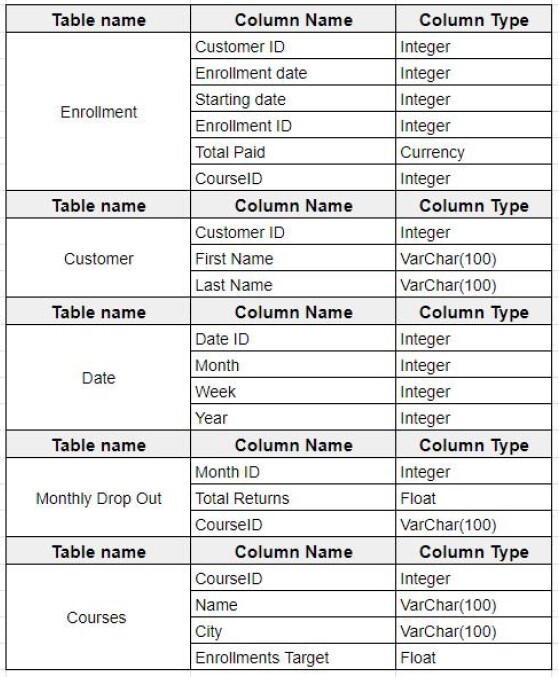 Table name Column Name Column Type
Enrollment
Customer ID Integer
Enrollment date Integer
Starting date Integer
Enrollment ID Integer
Total Paid Currency
CourseID Integer
Table name Column Name Column Type
Customer
Customer ID Integer
First Name VarChar(100)
Last Name VarChar(100)
Table name Column Name Column Type
Date
Date ID Integer
Month Integer
Week Integer
Year Integer
Table name Column Name Column Type
Monthly Drop Out
Month ID Integer
Total Returns Float
CourseID VarChar(100)
Table name Column Name Column Type
Courses
CourseID Integer
Name VarChar(100)
City VarChar(100)
Enrollments Target Float